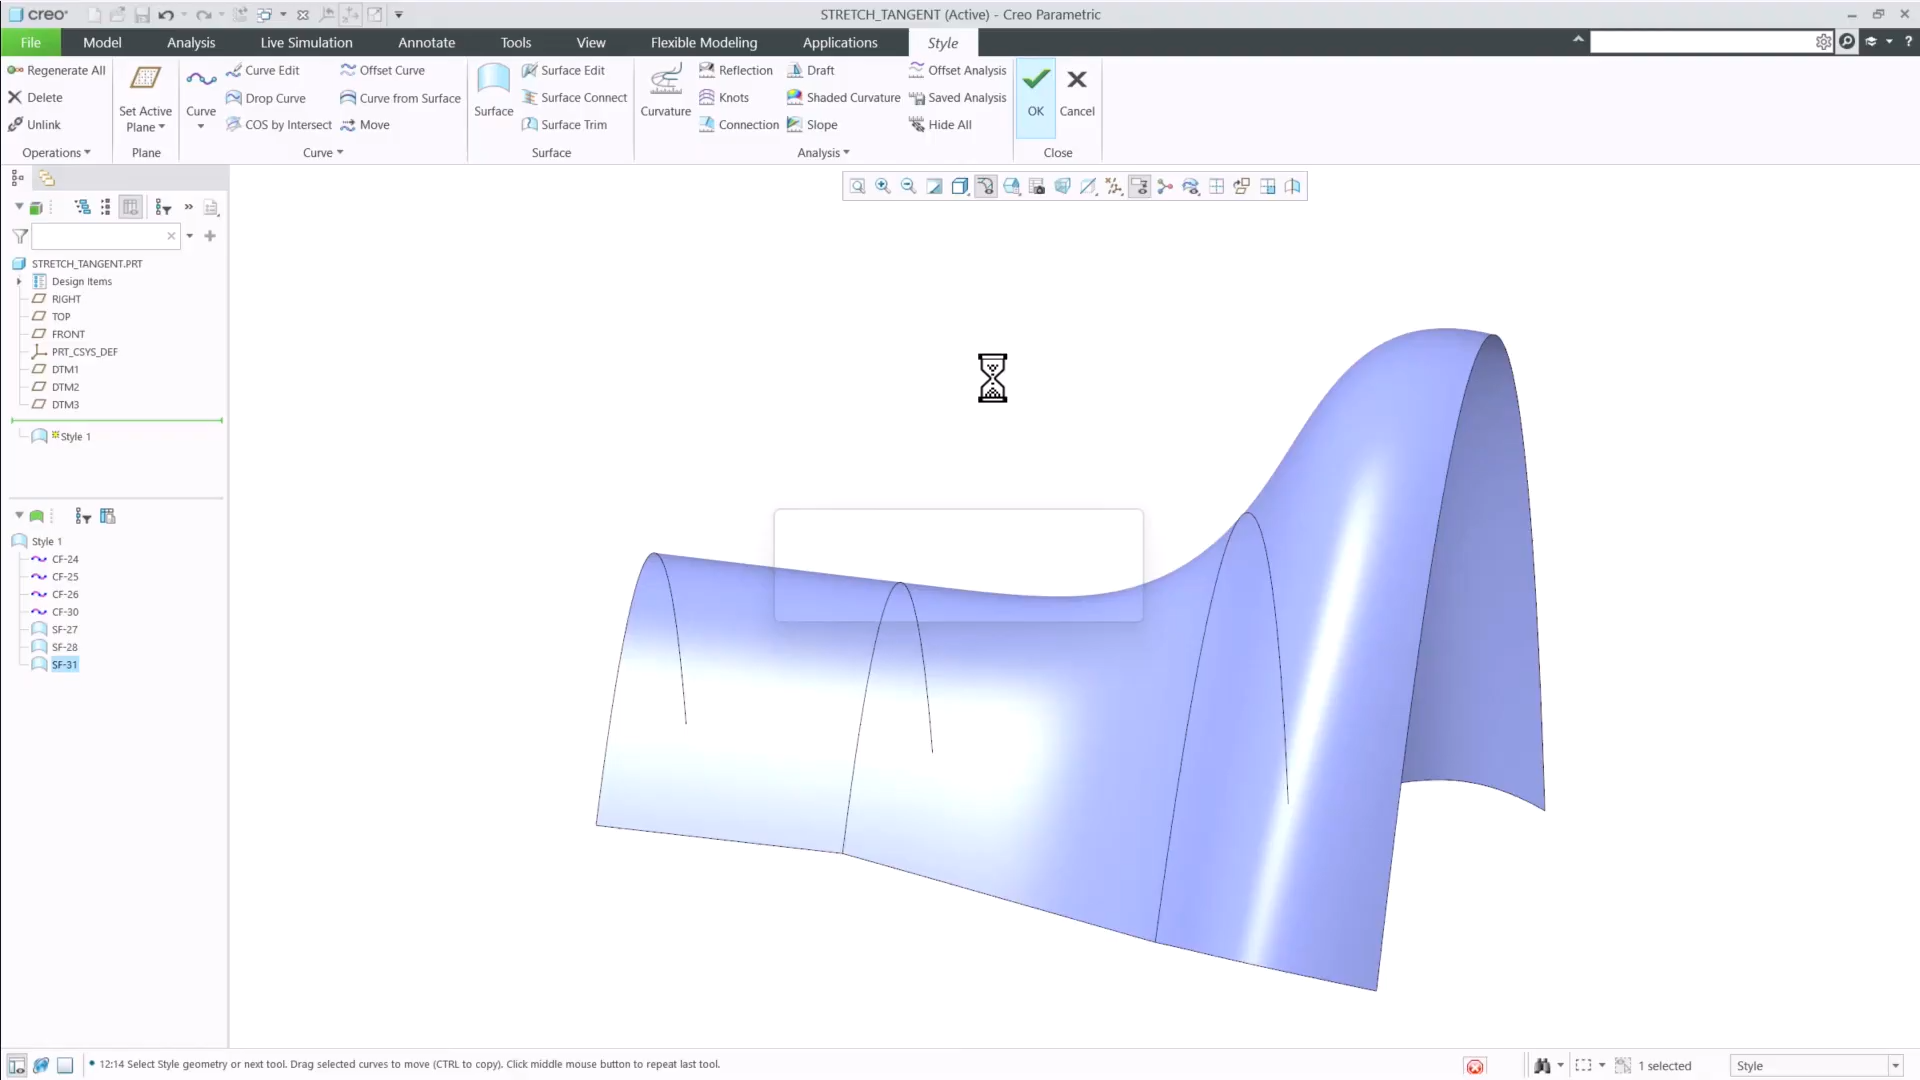 creo
STRETCH_TANGENT (Active) - Creo Parametric
File
Model
Analysis
Live Simulation
Annotate
Tools
View
Flexible Modeling
Applications
Style
?
Regenerate All
Delete
Unlink
Operations
Set Active
Plane
Plane
Curve
Curve Edit
Drop Curve
COS by Intersect
Offset Curve
Curve from Surface
Move
Curve
Surface
Surface Edit
Surface Connect
Surface Trim
Surface
Curvature
Reflection
Knots
Connection
Draft
Shaded Curvature
Slope
Offset Analysis
Saved Analysis
Hide All
Analysis
OK
Cancel
Close
STRETCH_TANGENT.PRT
Design Items
RIGHT
TOP
FRONT
PRT_CSYS_DEF
DTM1
DTM2
DTM3
Style 1
Style 1
CF-24
CF-25
CF-26
CF-30
SF-27
SF-28
SF-31
• 12:14 Select Style geometry or next tool. Drag selected curves to move (CTRL to copy). Click middle mouse button to repeat last tool.
1 selected
Style